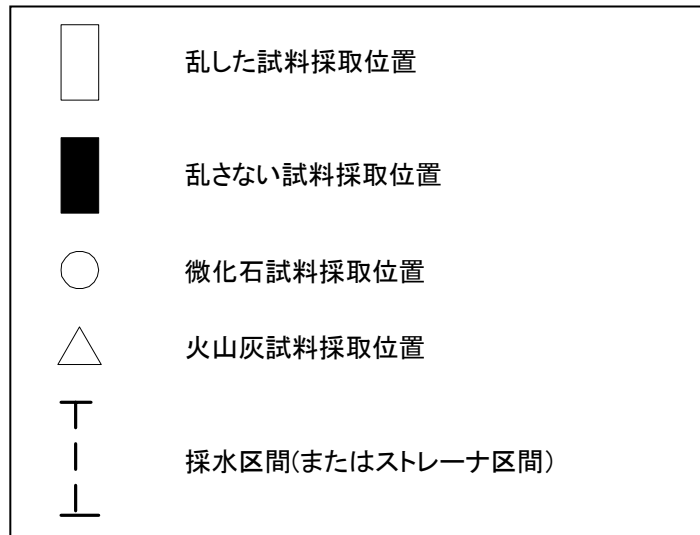 乱した試料採取位置
乱さない試料採取位置
微化石試料採取位置
火山灰試料採取位置
採水区間(またはストレーナ区間)